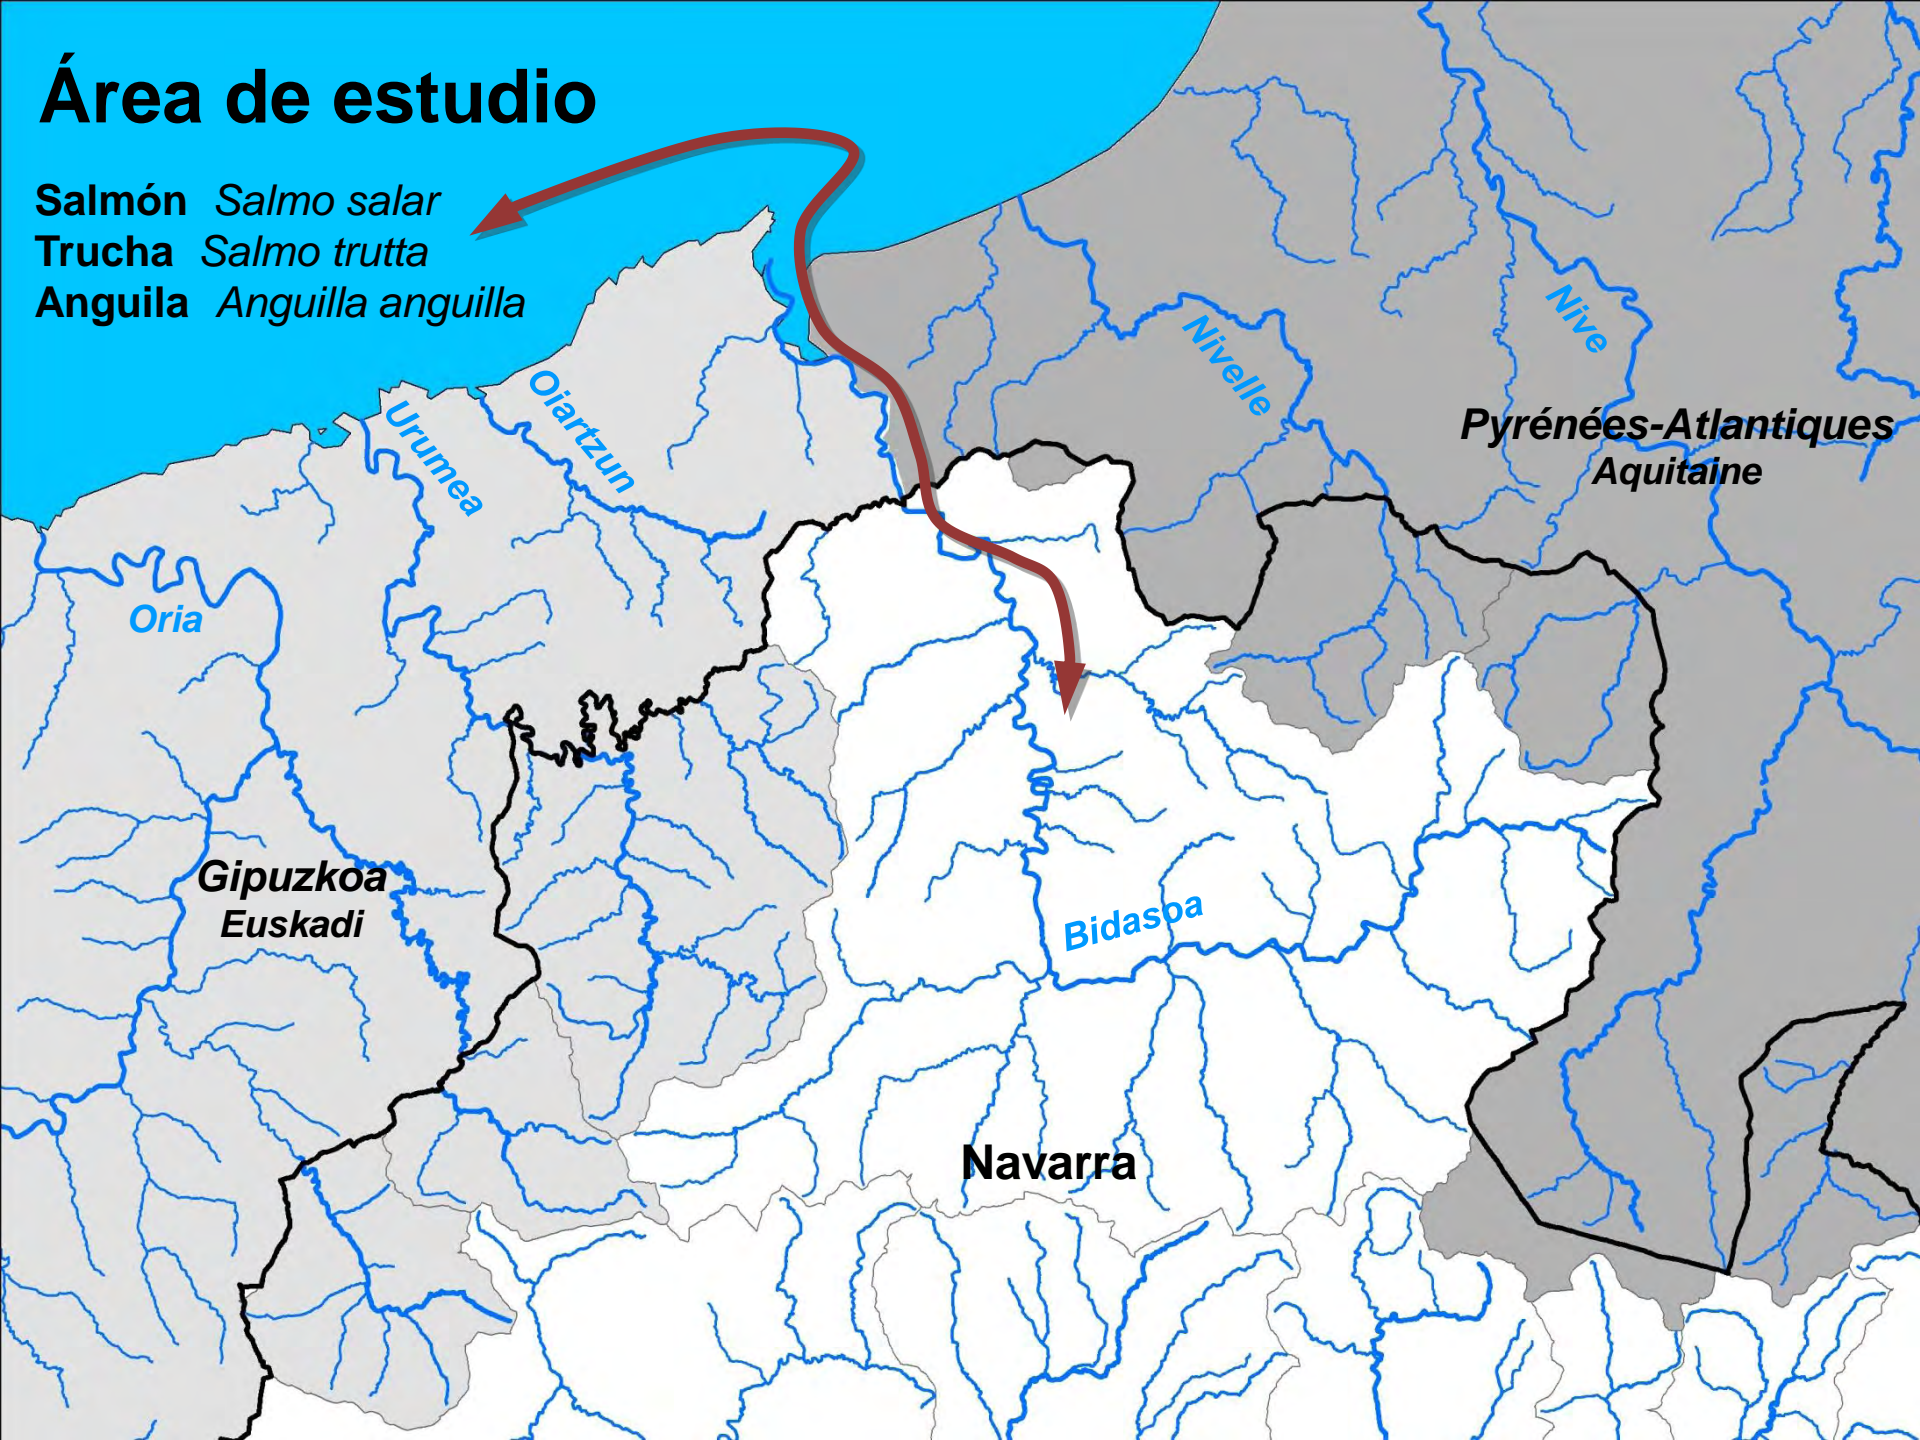 Área de estudio
Salmón Salmo salar
Trucha Salmo trutta
Anguila Anguilla anguilla
Nive
Nivelle
Oiartzun
Urumea
Pyrénées-Atlantiques
Aquitaine
Oria
Gipuzkoa
Euskadi
Bidasoa
Navarra